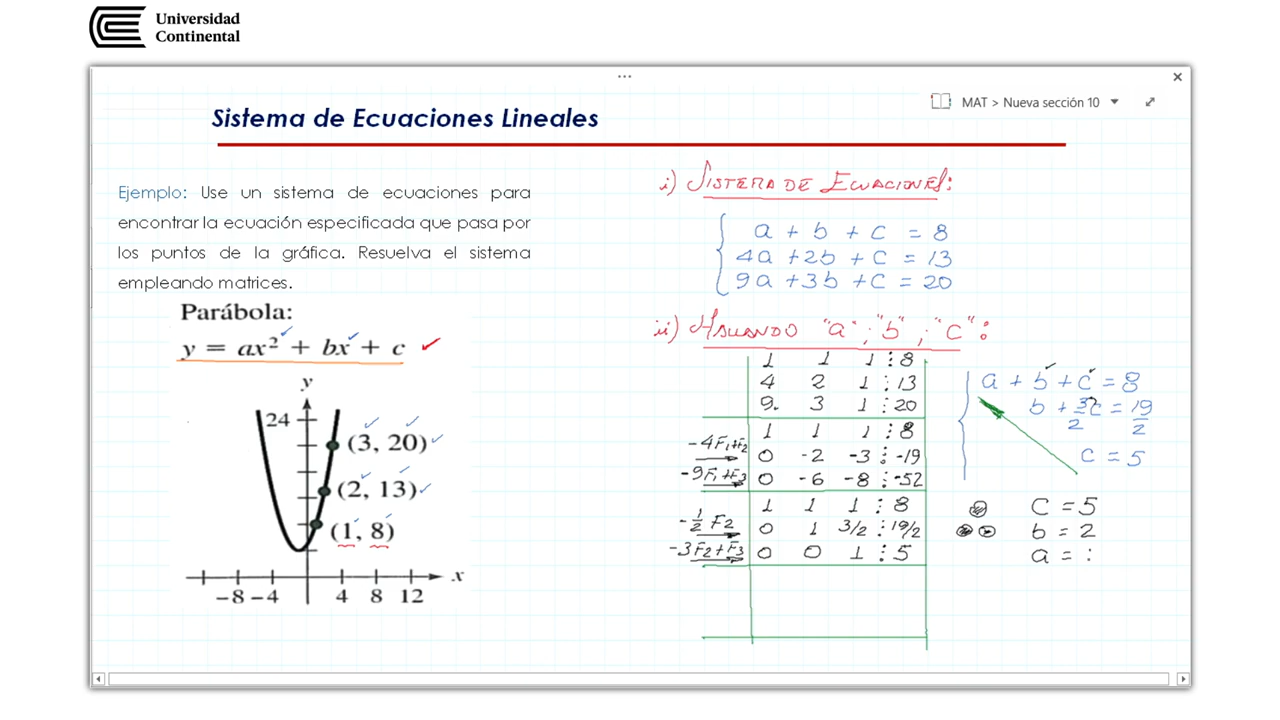 Universidad
Continental
MAT > Nueva sección 10
Sistema de Ecuaciones Lineales
Ejemplo: Use un sistema de ecuaciones para
encontrar la ecuación especificada que pasa por
los puntos de la gráfica. Resuelva el sistema
empleando matrices.
Parábola:
y = ax² + bx + c
y
24
(3, 20)
(2, 13)
(1, 8)
x
-8 -4 4 8 12
i) SISTEMA DE ECUACIONES:
a + b + c = 8
4a + 2b + c = 13
9a + 3b + c = 20
ii) HALLANDO "a"; "b"; "c":
1 1 1 ⋮ 8
4 2 1 ⋮ 13
9 3 1 ⋮ 20
1 1 1 ⋮ 8
-4F1+F2 0 -2 -3 ⋮ -19
-9F1+F3 0 -6 -8 ⋮ -52
1 1 1 ⋮ 8
-1/2 F2 0 1 3/2 ⋮ 19/2
-3F2+F3 0 0 1 ⋮ 5
a + b + c = 8
b + 3/2 c = 19/2
c = 5
c = 5
b = 2
a = :